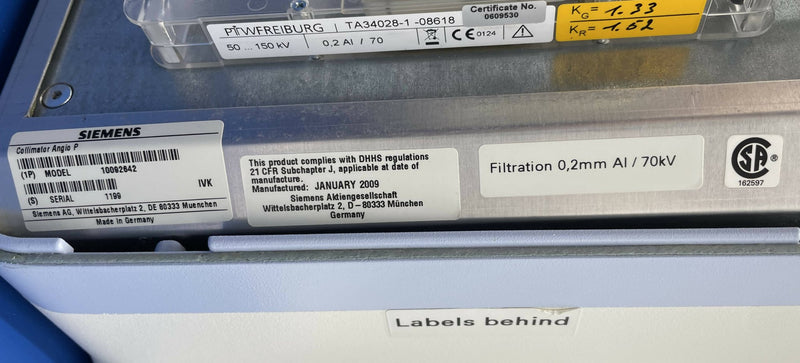 Certificate No.
0609530
PTWFREIBURG TA34028-1 -08618
50 ... 150 kV 0,2 Al / 70
CE 0124
KG = 1.33
KR = 1.52
SIEMENS
Collimator Angio P
(1P) MODEL 10092642
IVK
(S) SERIAL 1199
Siemens AG, Wittelsbacherplatz 2, DE 80333 Muenchen
Made in Germany
This product complies with DHHS regulations
21 CFR Subchapter J, applicable at date of
manufacture.
Manufactured: JANUARY 2009
Siemens Aktiengesellschaft
Wittelsbacherplatz 2, D-80333 München
Germany
Filtration 0,2mm Al / 70kV
CSA
162597
Labels behind